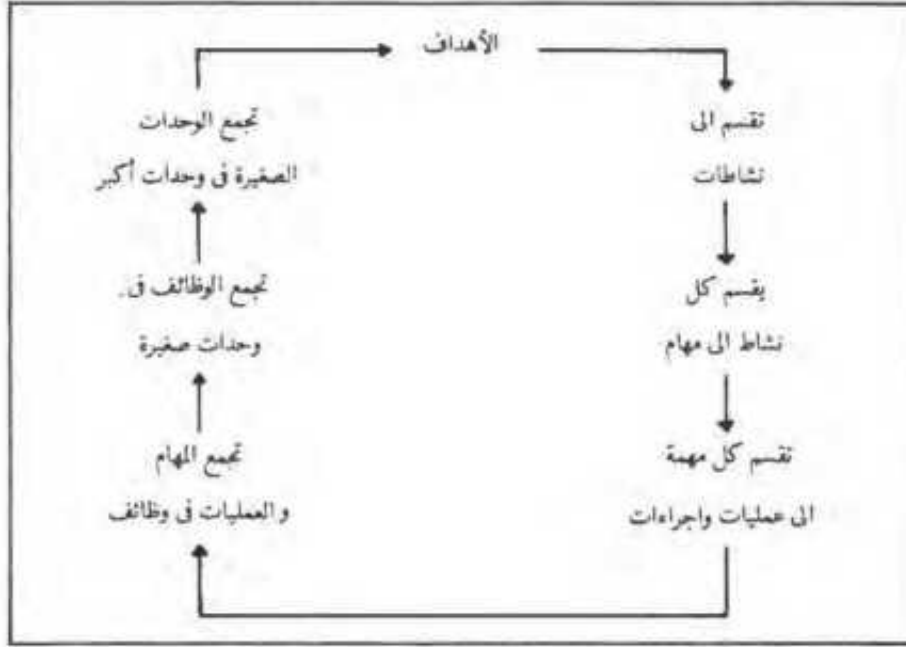 الأهداف
تقسم الى
نشاطات
يقسم كل
نشاط الى مهام
تقسم كل مهمة
الى عمليات واجراءات
تجمع المهام
والعمليات فى وظائف
تجمع الوظائف فى
وحدات صغيرة
تجمع الوحدات
الصغيرة فى وحدات أكبر